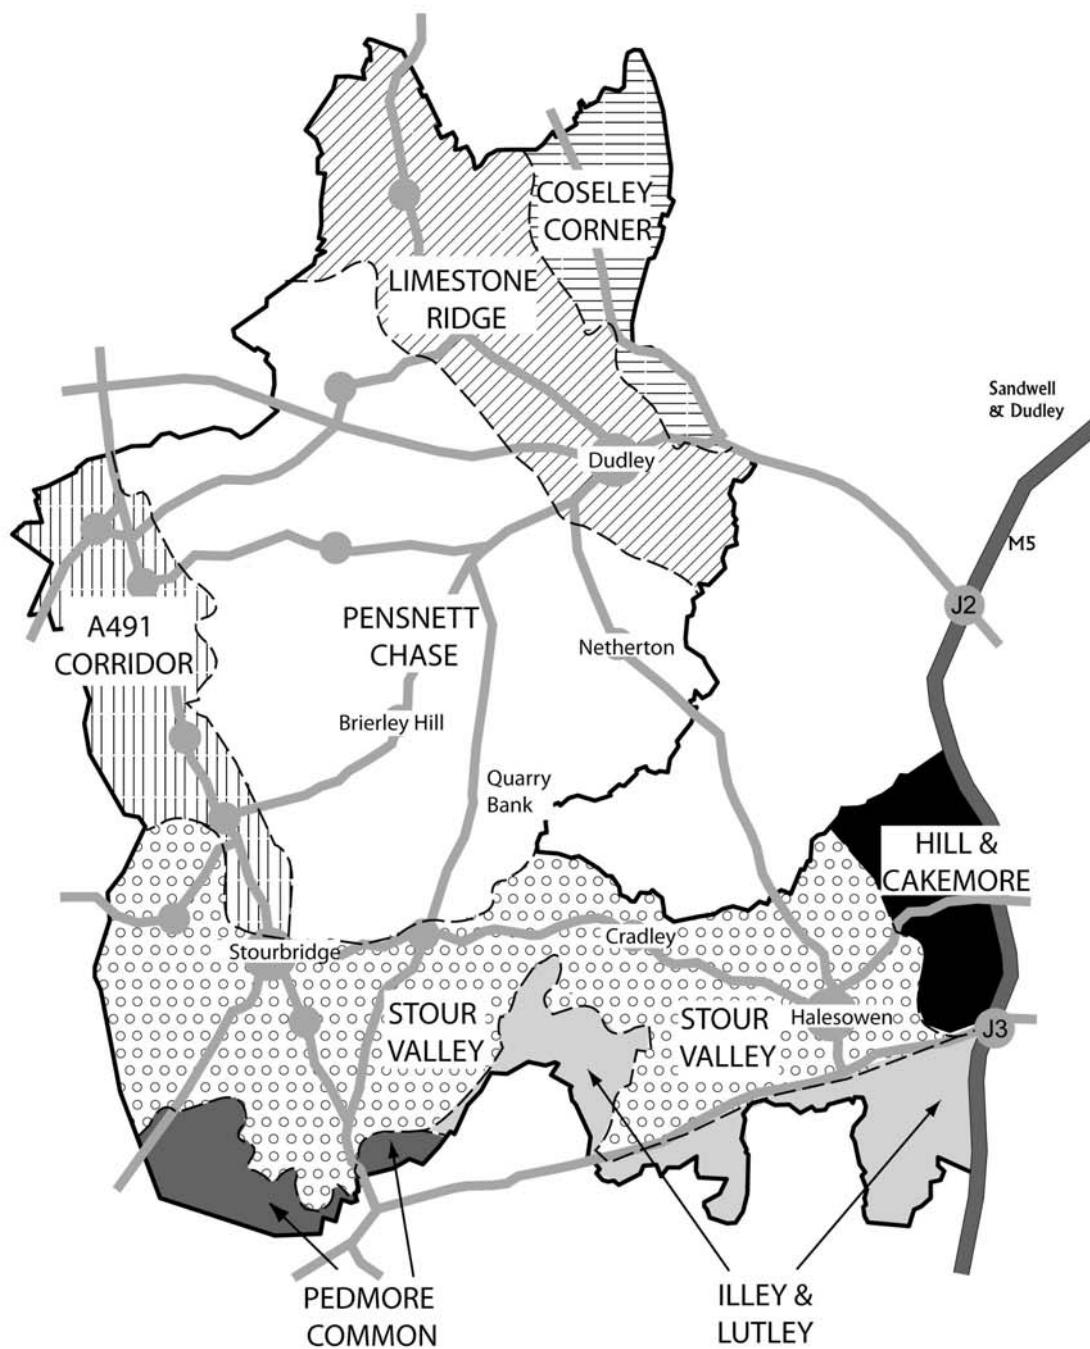 COSELEY
CORNER
LIMESTONE
RIDGE
Sandwell
& Dudley
Dudley
M5
J2
A491
CORRIDOR
PENSNETT
CHASE
Netherton
Brierley Hill
Quarry
Bank
HILL &
CAKEMORE
Cradley
Stourbridge
STOUR
VALLEY
STOUR
VALLEY
Halesowen
J3
PEDMORE
COMMON
ILLEY &
LUTLEY